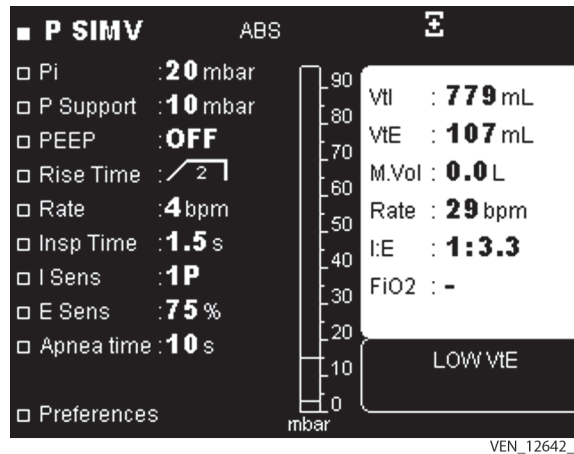 P SIMV ABS
Pi :20 mbar
P Support :10 mbar
PEEP :OFF
Rise Time : 2
Rate :4 bpm
Insp Time :1.5 s
I Sens :1P
E Sens :75 %
Apnea time :10 s
Preferences
90
80
70
60
50
40
30
20
10
0
mbar
VtI : 779 mL
VtE : 107 mL
M.Vol : 0.0 L
Rate : 29 bpm
I:E : 1:3.3
FiO2 : -
LOW VtE
VEN_12642_